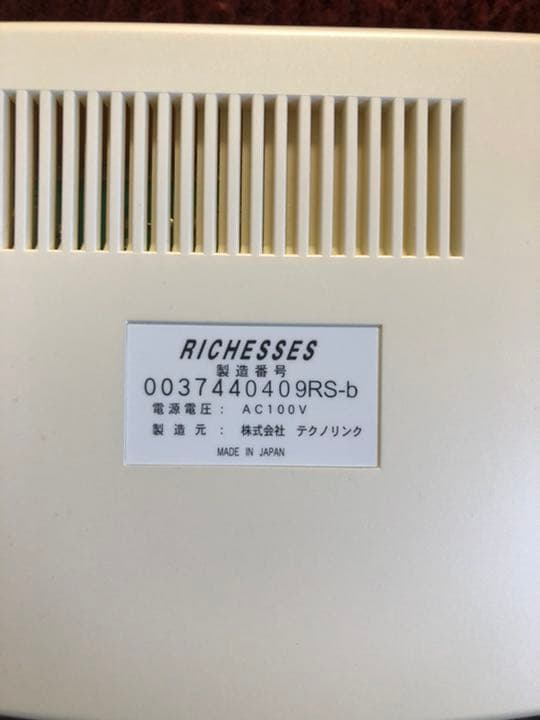 RICHESSES
製造番号
0037440409RS-b
電源電圧： AC100V
製造元： 株式会社 テクノリンク
MADE IN JAPAN